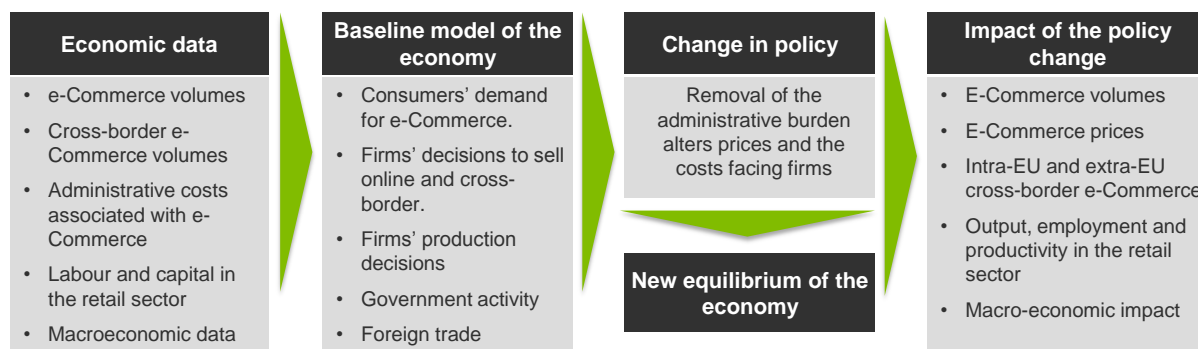 Economic data
• e-Commerce volumes
• Cross-border e-
Commerce volumes
• Administrative costs
associated with e-
Commerce
• Labour and capital in
the retail sector
• Macroeconomic data
Baseline model of the
economy
• Consumers’ demand
for e-Commerce.
• Firms’ decisions to sell
online and cross-
border.
• Firms’ production
decisions
• Government activity
• Foreign trade
Change in policy
Removal of the
administrative burden
alters prices and the
costs facing firms
New equilibrium of the
economy
Impact of the policy
change
• E-Commerce volumes
• E-Commerce prices
• Intra-EU and extra-EU
cross-border e-Commerce
• Output, employment and
productivity in the retail
sector
• Macro-economic impact